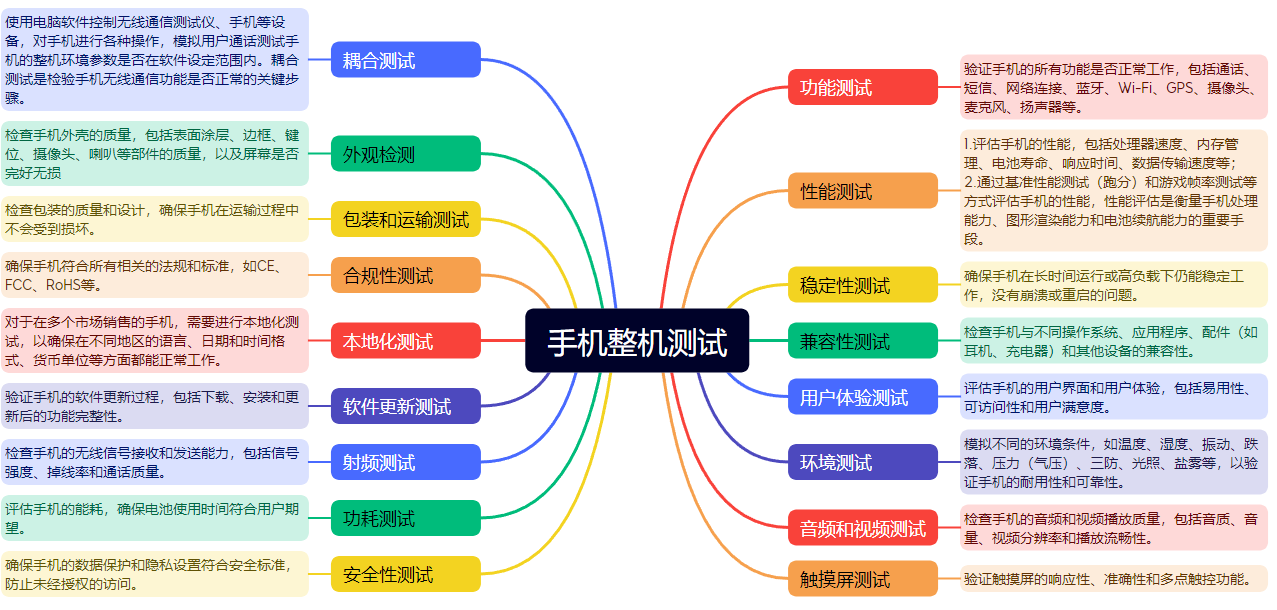 手机整机测试
功能测试
验证手机的所有功能是否正常工作，包括通话、
短信、网络连接、蓝牙、Wi-Fi、GPS、摄像头、
麦克风、扬声器等。
性能测试
1.评估手机的性能，包括处理器速度、内存管
理、电池寿命、响应时间、数据传输速度等；
2.通过基准性能测试（跑分）和游戏帧率测试等
方式评估手机的性能，性能评估是衡量手机处理
能力、图形渲染能力和电池续航能力的重要手
段。
稳定性测试
确保手机在长时间运行或高负载下仍能稳定工
作，没有崩溃或重启的问题。
兼容性测试
检查手机与不同操作系统、应用程序、配件（如
耳机、充电器）和其他设备的兼容性。
用户体验测试
评估手机的用户界面和用户体验，包括易用性、
可访问性和用户满意度。
环境测试
模拟不同的环境条件，如温度、湿度、振动、跌
落、压力（气压）、三防、光照、盐雾等，以验
证手机的耐用性和可靠性。
音频和视频测试
检查手机的音频和视频播放质量，包括音质、音
量、视频分辨率和播放流畅性。
触摸屏测试
验证触摸屏的响应性、准确性和多点触控功能。
耦合测试
使用电脑软件控制无线通信测试仪、手机等设
备，对手机进行各种操作，模拟用户通话测试手
机的整机环境参数是否在软件设定范围内。耦合
测试是检验手机无线通信功能是否正常的关键步
骤。
外观检测
检查手机外壳的质量，包括表面涂层、边框、键
位、摄像头、喇叭等部件的质量，以及屏幕是否
完好无损
包装和运输测试
检查包装的质量和设计，确保手机在运输过程中
不会受到损坏。
合规性测试
确保手机符合所有相关的法规和标准，如CE、
FCC、RoHS等。
本地化测试
对于在多个市场销售的手机，需要进行本地化测
试，以确保在不同地区的语言、日期和时间格
式、货币单位等方面都能正常工作。
软件更新测试
验证手机的软件更新过程，包括下载、安装和更
新后的功能完整性。
射频测试
检查手机的无线信号接收和发送能力，包括信号
强度、掉线率和通话质量。
功耗测试
评估手机的能耗，确保电池使用时间符合用户期
望。
安全性测试
确保手机的数据保护和隐私设置符合安全标准，
防止未经授权的访问。